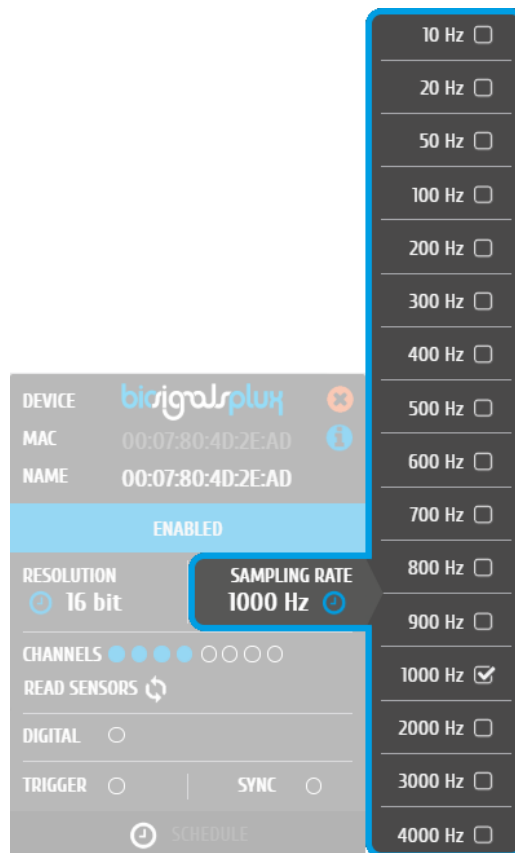 10 Hz
20 Hz
50 Hz
100 Hz
200 Hz
300 Hz
400 Hz
500 Hz
600 Hz
700 Hz
800 Hz
900 Hz
1000 Hz
2000 Hz
3000 Hz
4000 Hz
DEVICE biosignalsplux
MAC 00:07:80:4D:2E:AD
NAME 00:07:80:4D:2E:AD
ENABLED
RESOLUTION
16 bit
SAMPLING RATE
1000 Hz
CHANNELS
READ SENSORS
DIGITAL
TRIGGER SYNC
SCHEDULE